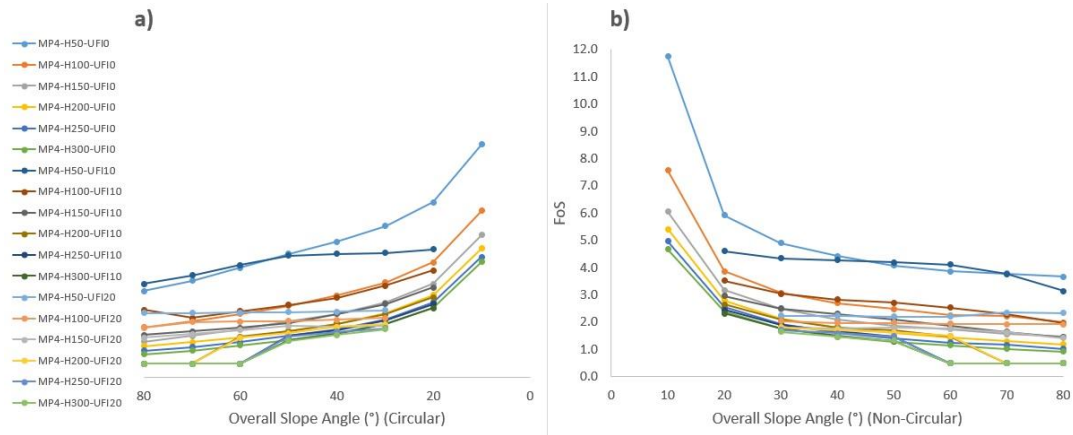 a)
b)
MP4-H50-UFI0
MP4-H100-UFI0
MP4-H150-UFI0
MP4-H200-UFI0
MP4-H250-UFI0
MP4-H300-UFI0
MP4-H50-UFI10
MP4-H100-UFI10
MP4-H150-UFI10
MP4-H200-UFI10
MP4-H250-UFI10
MP4-H300-UFI10
MP4-H50-UFI20
MP4-H100-UFI20
MP4-H150-UFI20
MP4-H200-UFI20
MP4-H250-UFI20
MP4-H300-UFI20
80 60 40 20 0
Overall Slope Angle (°) (Circular)
FoS
12.0
11.0
10.0
9.0
8.0
7.0
6.0
5.0
4.0
3.0
2.0
1.0
0.0
0 10 20 30 40 50 60 70 80
Overall Slope Angle (°) (Non-Circular)